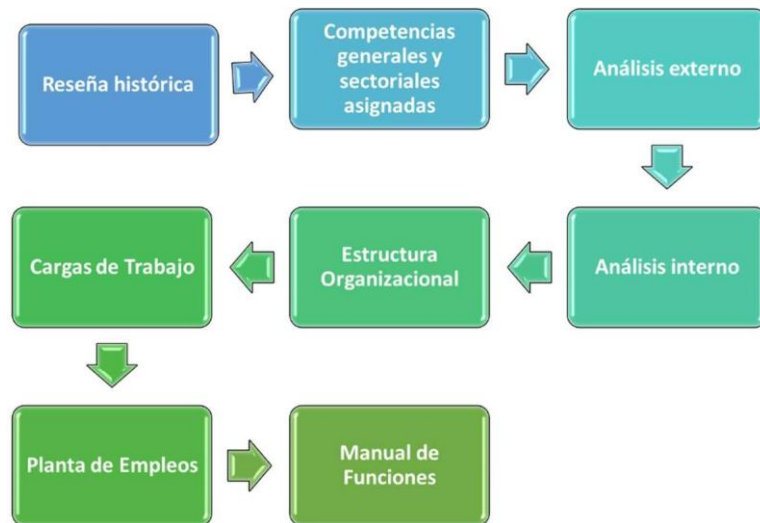 Reseña histórica
Competencias
generales y
sectoriales
asignadas
Análisis externo
Análisis interno
Estructura
Organizacional
Cargas de Trabajo
Planta de Empleos
Manual de
Funciones